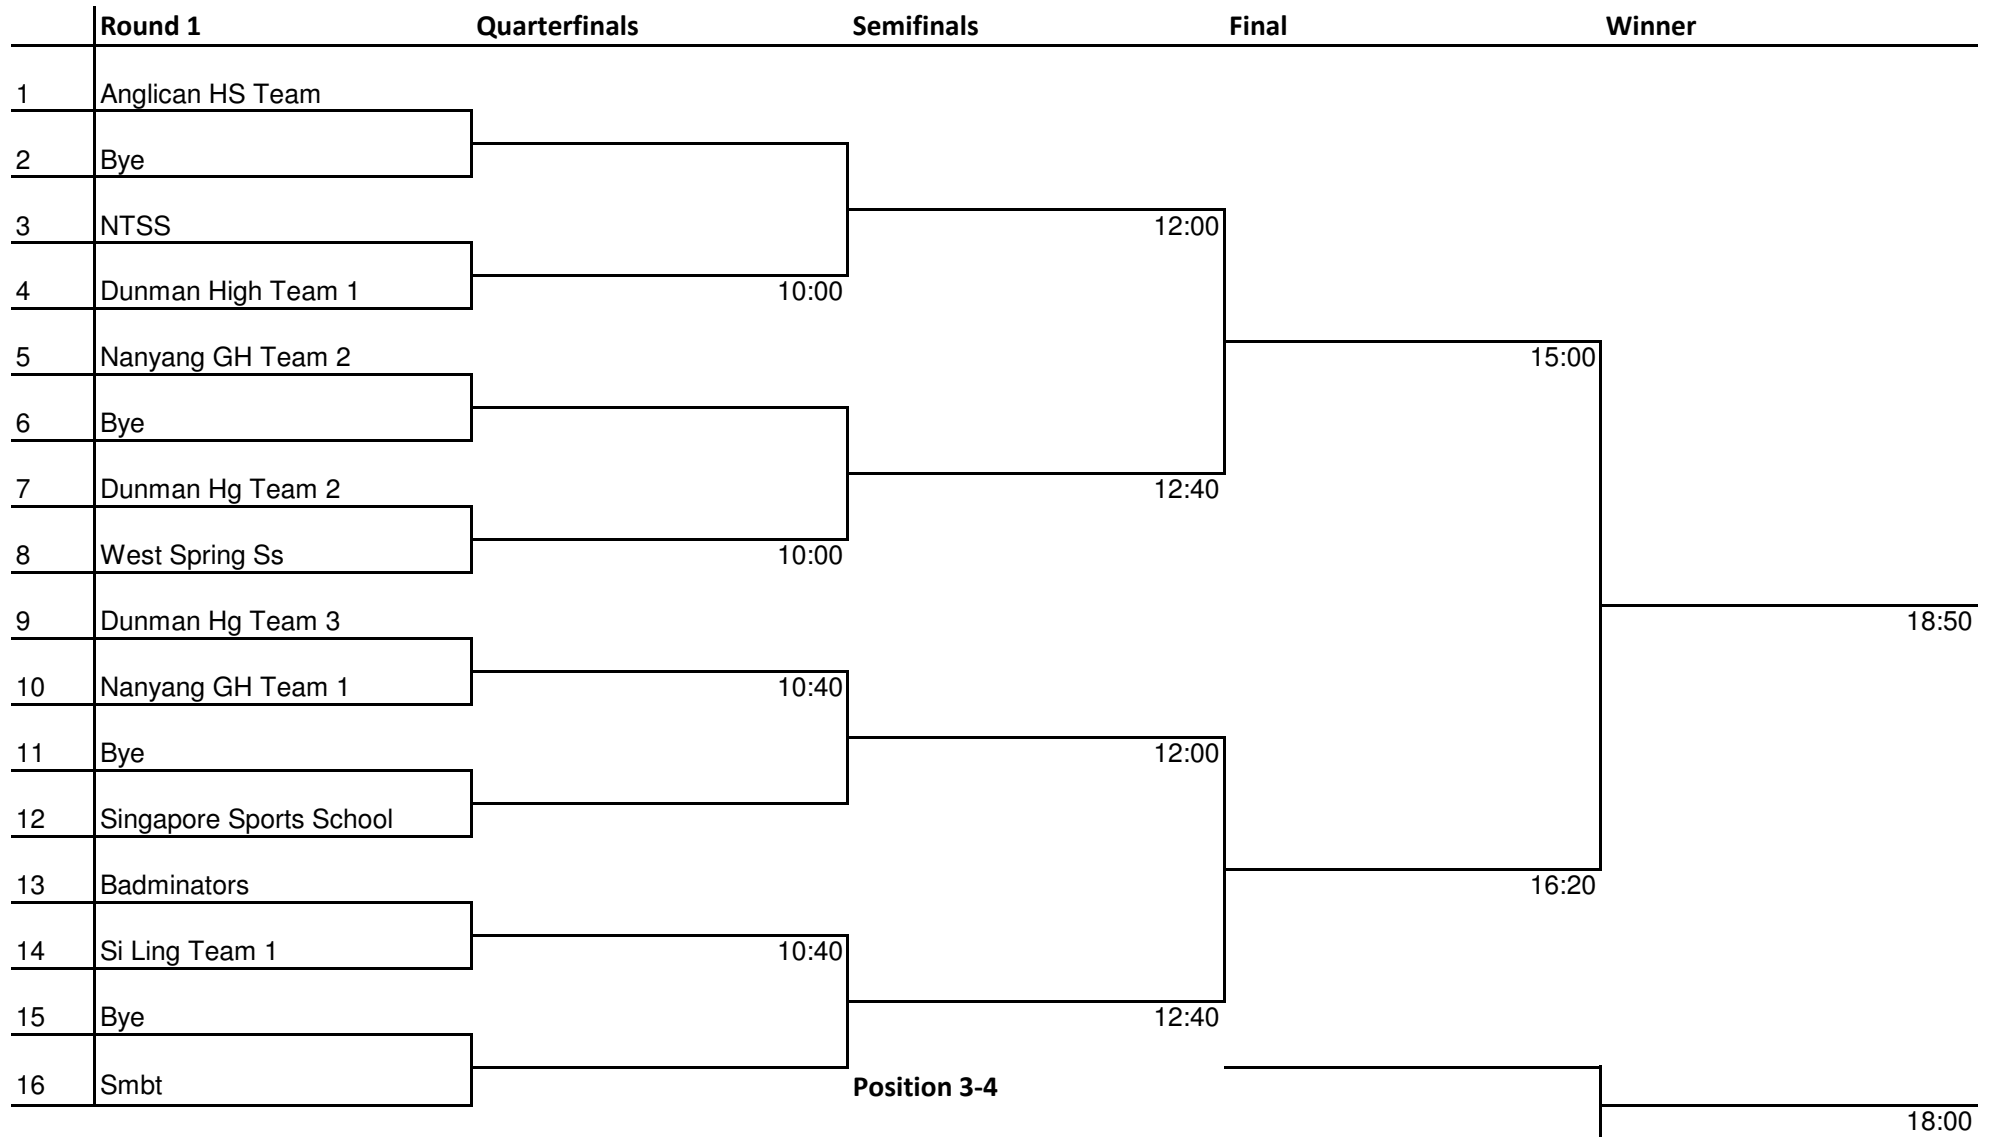 Round 1 Quarterfinals Semifinals Final Winner
1 Anglican HS Team
2 Bye
3 NTSS 12:00
4 Dunman High Team 1 10:00
5 Nanyang GH Team 2 15:00
6 Bye
7 Dunman Hg Team 2 12:40
8 West Spring Ss 10:00
9 Dunman Hg Team 3 18:50
10 Nanyang GH Team 1 10:40
11 Bye 12:00
12 Singapore Sports School
13 Badminators 16:20
14 Si Ling Team 1 10:40
15 Bye 12:40
16 Smbt Position 3-4
18:00